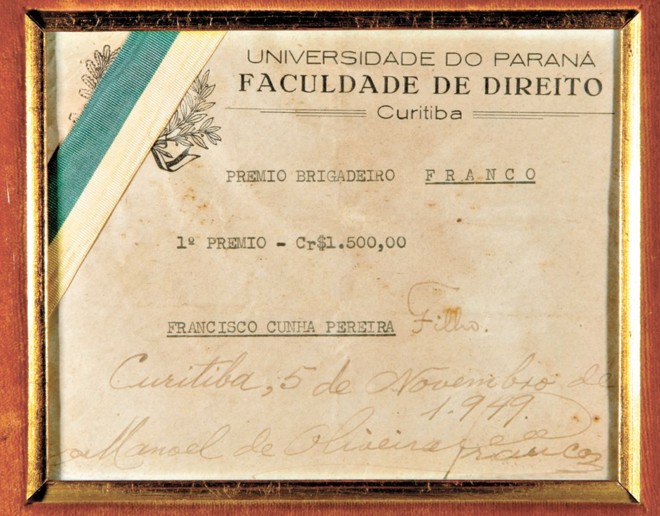 UNIVERSIDADE DO PARANÁ
FACULDADE DE DIREITO
Curitiba
PREMIO BRIGADEIRO FRANCO
1º PREMIO - Cr$1.500,00
FRANCISCO CUNHA PEREIRA Filho.
Curitiba, 5 de Novembro de
1.949.
Manoel de Oliveira Franco